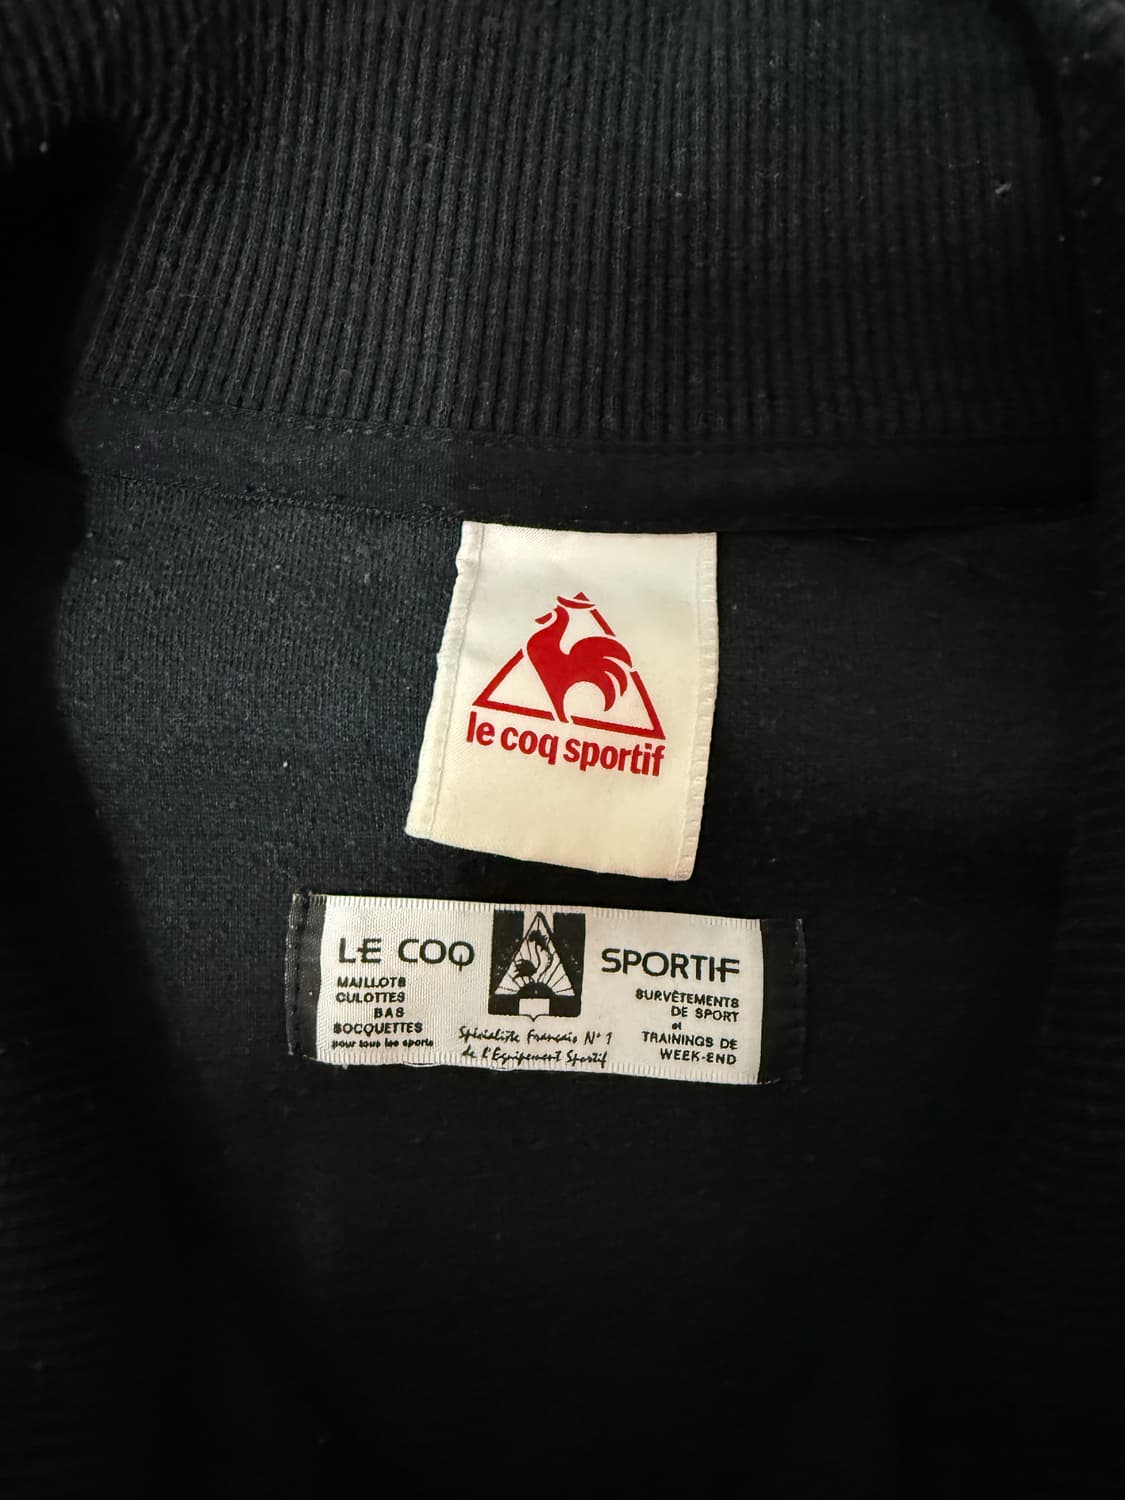 le coq sportif
LE COQ SPORTIF
MAILLOTS
CULOTTES
BAS
SOCQUETTES
pour tous les sports
Spécialiste Français N° 1
de l'Equipement Sportif
SURVÊTEMENTS
DE SPORT
et
TRAININGS DE
WEEK-END